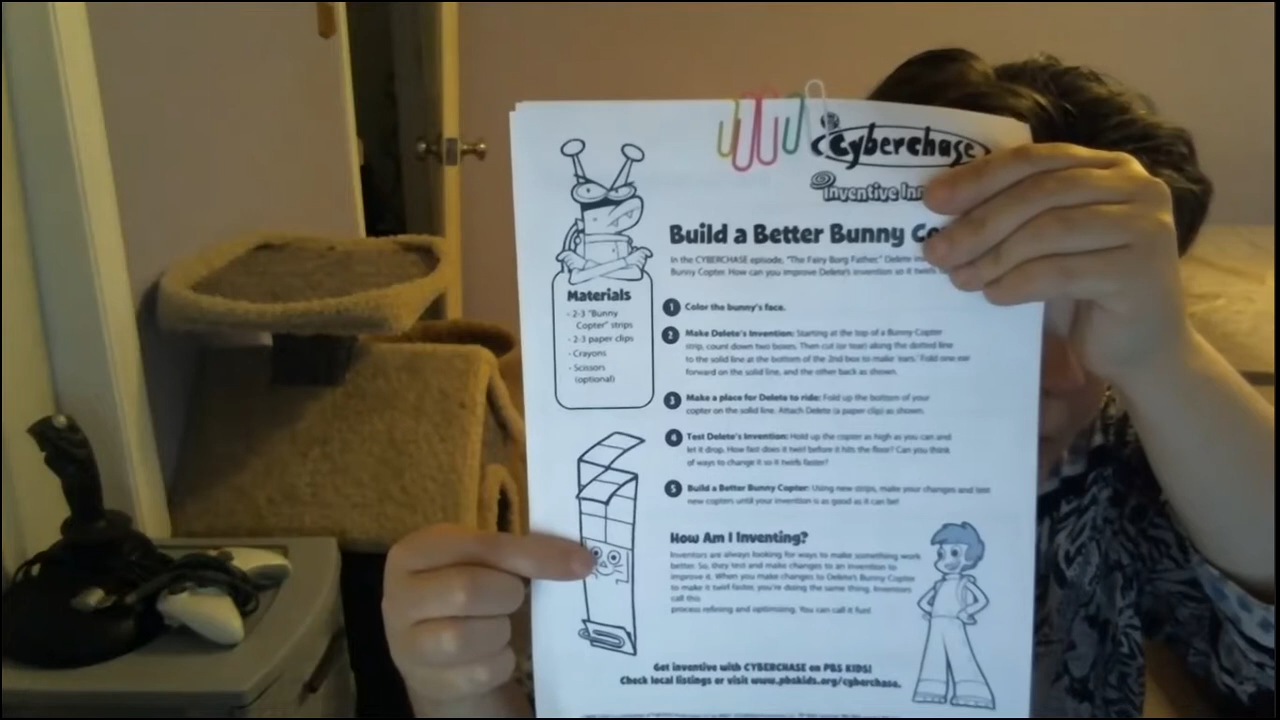 Cyberchase
Inventive Inn
Build a Better Bunny Co
In the CYBERCHASE episode, "The Fairy Borg Father," Delete in
Bunny Copter. How can you improve Delete's invention so it twirls
Materials
- 2-3 "Bunny
Copter" strips
- 2-3 paper clips
- Crayons
- Scissors
(optional)
1 Color the bunny's face.
2 Make Delete's Invention: Starting at the top of a Bunny Copter
strip, count down two boxes. Then cut (or tear) along the dotted line
to the solid line at the bottom of the 2nd box to make 'ears.' Fold one ear
forward on the solid line, and the other back as shown.
3 Make a place for Delete to ride: Fold up the bottom of your
copter on the solid line. Attach Delete (a paper clip) as shown.
4 Test Delete's Invention: Hold up the copter as high as you can and
let it drop. How fast does it twirl before it hits the floor? Can you think
of ways to change it so it twirls faster?
5 Build a Better Bunny Copter: Using new strips, make your changes and test
new copters until your invention is as good as it can be!
How Am I Inventing?
Inventors are always looking for ways to make something work
better. So, they test and make changes to an invention to
improve it. When you make changes to Delete's Bunny Copter
to make it twirl faster, you're doing the same thing. Inventors
call this
process refining and optimizing. You can call it fun!
Get inventive with CYBERCHASE on PBS KIDS!
Check local listings or visit www.pbskids.org/cyberchase.